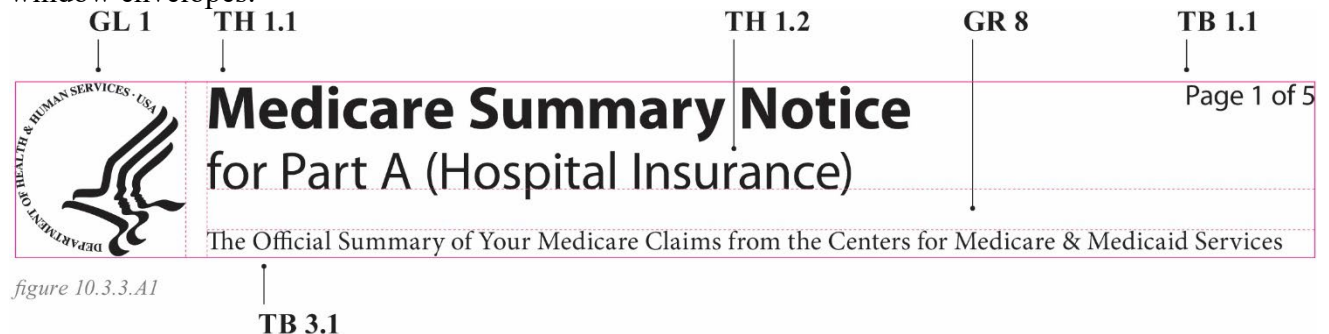 window envelopes.
GL 1 TH 1.1 TH 1.2 GR 8 TB 1.1
DEPARTMENT OF HEALTH & HUMAN SERVICES · USA
Medicare Summary Notice
Page 1 of 5
for Part A (Hospital Insurance)
The Official Summary of Your Medicare Claims from the Centers for Medicare & Medicaid Services
figure 10.3.3.A1
TB 3.1